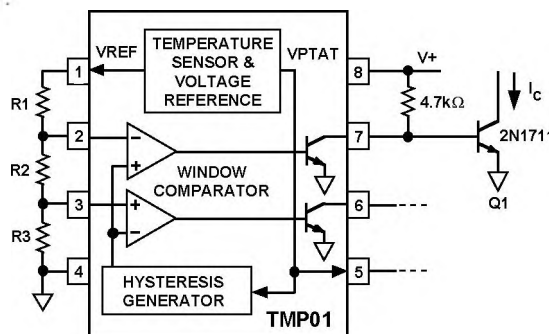 TEMPERATURE
SENSOR &
VOLTAGE
REFERENCE
VREF
VPTAT
1
8
V+
R1
4.7kΩ
Ic
2
7
2N1711
R2
WINDOW
COMPARATOR
Q1
3
6
R3
4
5
HYSTERESIS
GENERATOR
TMP01